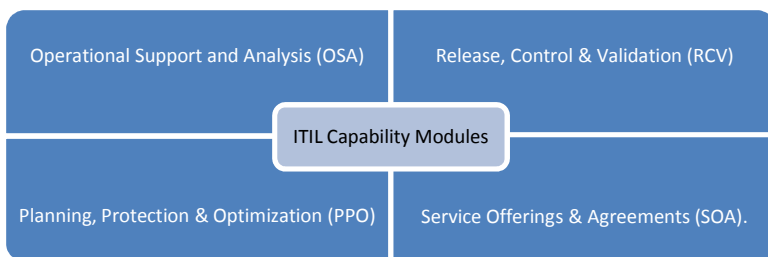 Operational Support and Analysis (OSA)
Release, Control & Validation (RCV)
ITIL Capability Modules
Planning, Protection & Optimization (PPO)
Service Offerings & Agreements (SOA).